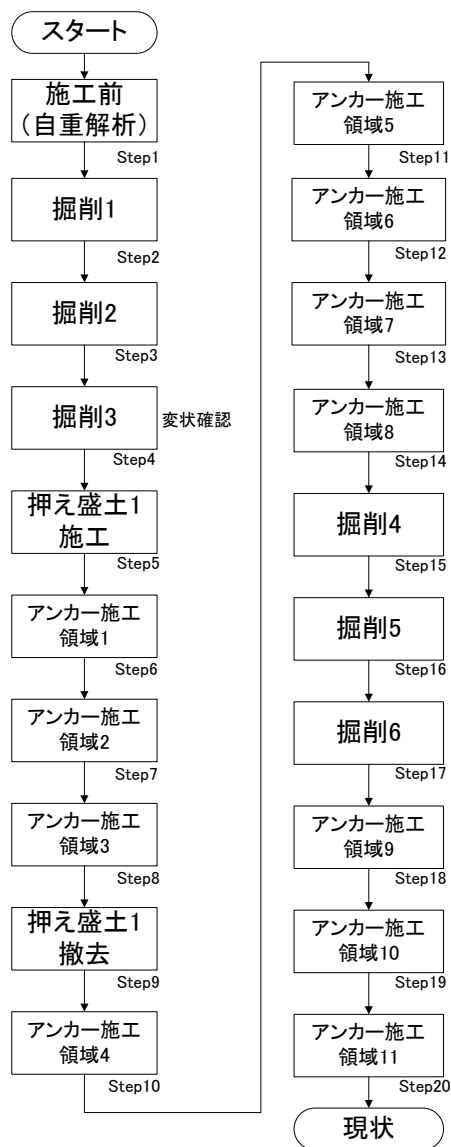 スタート
施工前
(自重解析)
Step1
掘削1
Step2
掘削2
Step3
掘削3
変状確認
Step4
押え盛土1
施工
Step5
アンカー施工
領域1
Step6
アンカー施工
領域2
Step7
アンカー施工
領域3
Step8
押え盛土1
撤去
Step9
アンカー施工
領域4
Step10
アンカー施工
領域5
Step11
アンカー施工
領域6
Step12
アンカー施工
領域7
Step13
アンカー施工
領域8
Step14
掘削4
Step15
掘削5
Step16
掘削6
Step17
アンカー施工
領域9
Step18
アンカー施工
領域10
Step19
アンカー施工
領域11
Step20
現状